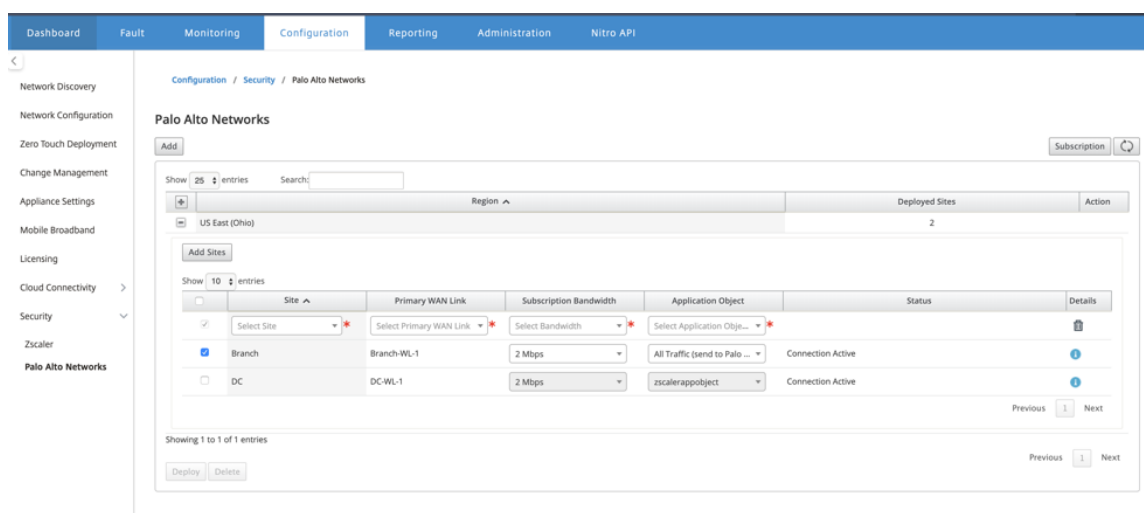 Dashboard Fault Monitoring Configuration Reporting Administration Nitro API
Configuration / Security / Palo Alto Networks
Network Discovery
Network Configuration
Zero Touch Deployment
Change Management
Appliance Settings
Mobile Broadband
Licensing
Cloud Connectivity
Security
Zscaler
Palo Alto Networks
Palo Alto Networks
Add Subscription
Show 25 entries Search:
Region Deployed Sites Action
US East (Ohio) 2
Add Sites
Show 10 entries
Site Primary WAN Link Subscription Bandwidth Application Object Status Details
Select Site * Select Primary WAN Link * Select Bandwidth * Select Application Obje... *
Branch Branch-WL-1 2 Mbps All Traffic (send to Palo ... Connection Active
DC DC-WL-1 2 Mbps zscalerappobject Connection Active
Previous 1 Next
Showing 1 to 1 of 1 entries
Previous 1 Next
Deploy Delete